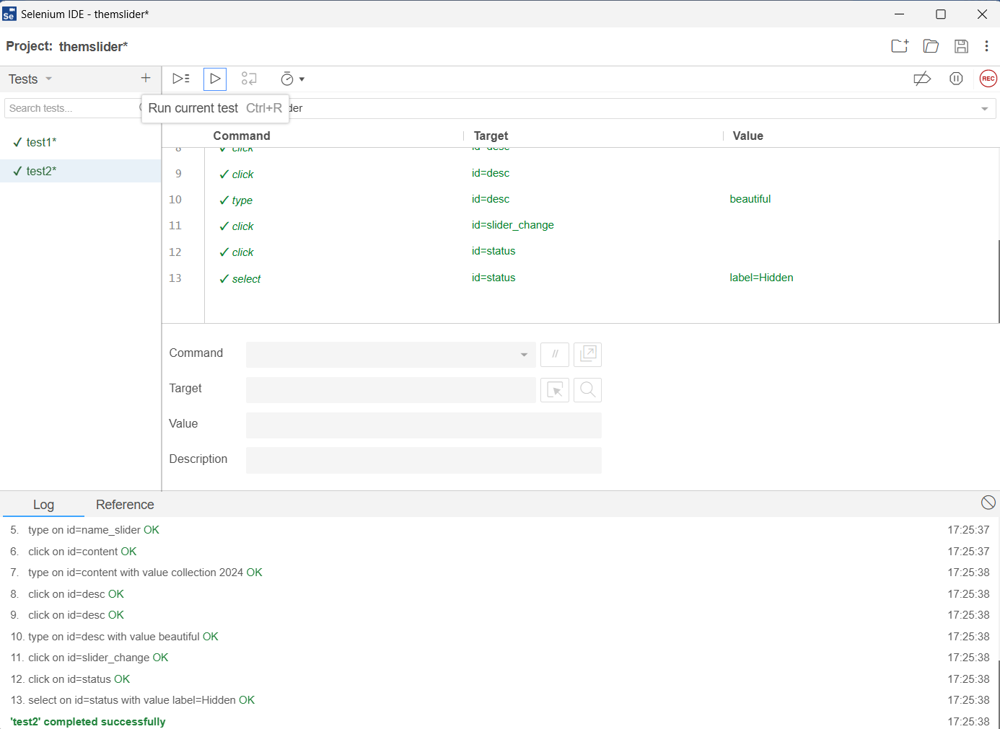 Selenium IDE - themslider*
Project: themslider*
Tests
REC
Search tests...
Run current test Ctrl+R
Command Target Value
✓ test1*
✓ test2*
8 ✓ click id=desc
9 ✓ click id=desc
10 ✓ type id=desc beautiful
11 ✓ click id=slider_change
12 ✓ click id=status
13 ✓ select id=status label=Hidden
Command //
Target
Value
Description
Log Reference
5. type on id=name_slider OK 17:25:37
6. click on id=content OK 17:25:37
7. type on id=content with value collection 2024 OK 17:25:38
8. click on id=desc OK 17:25:38
9. click on id=desc OK 17:25:38
10. type on id=desc with value beautiful OK 17:25:38
11. click on id=slider_change OK 17:25:38
12. click on id=status OK 17:25:38
13. select on id=status with value label=Hidden OK 17:25:38
'test2' completed successfully 17:25:38